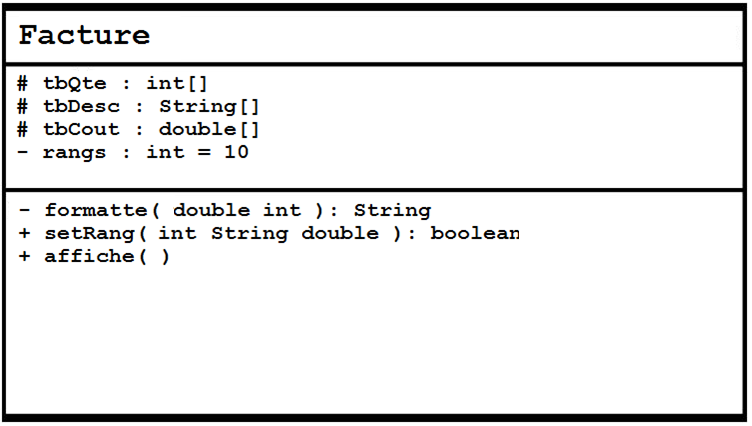 Facture
# tbQte : int[]
# tbDesc : String[]
# tbCout : double[]
- rangs : int = 10
- formatte( double int ): String
+ setRang( int String double ): boolean
+ affiche( )